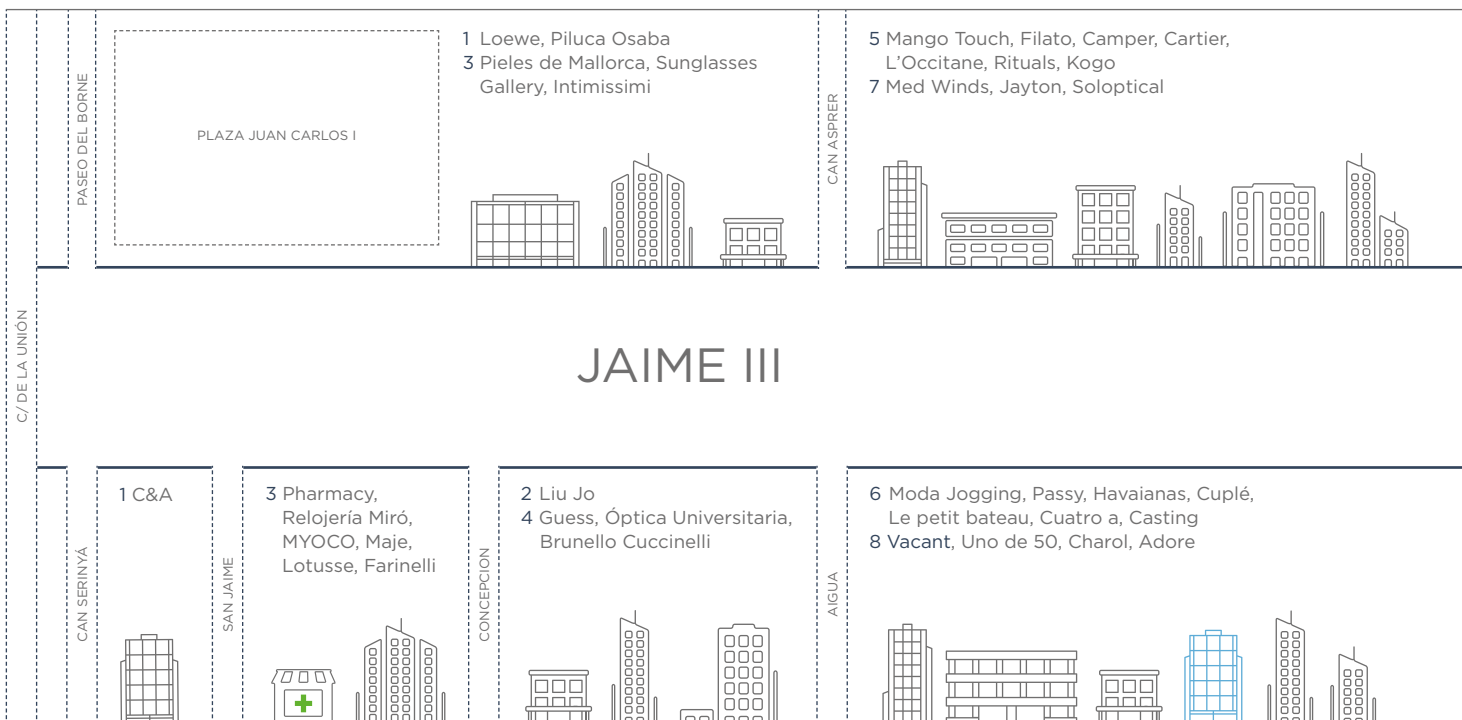 PASEO DEL BORNE
PLAZA JUAN CARLOS I
1 Loewe, Piluca Osaba
3 Pieles de Mallorca, Sunglasses
Gallery, Intimissimi
CAN ASPRER
5 Mango Touch, Filato, Camper, Cartier,
L’Occitane, Rituals, Kogo
7 Med Winds, Jayton, Soloptical
C/ DE LA UNIÓN
JAIME III
CAN SERINYÁ
1 C&A
SAN JAIME
3 Pharmacy,
Relojería Miró,
MYOCO, Maje,
Lotusse, Farinelli
CONCEPCION
2 Liu Jo
4 Guess, Óptica Universitaria,
Brunello Cuccinelli
AIGUA
6 Moda Jogging, Passy, Havaianas, Cuplé,
Le petit bateau, Cuatro a, Casting
8 Vacant, Uno de 50, Charol, Adore